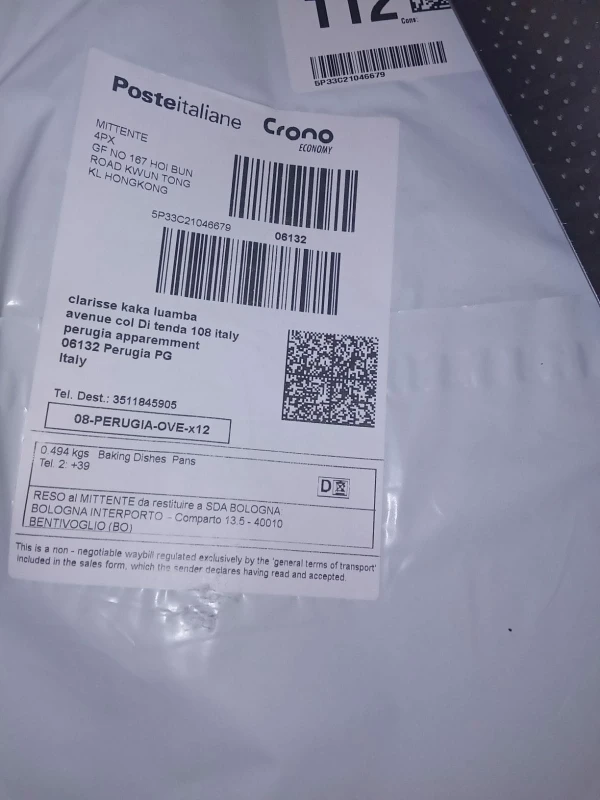 112
Cons:
5P33C21046679
Posteitaliane Crono
ECONOMY
MITTENTE
4PX
GF NO 167 HOI BUN
ROAD KWUN TONG
KL HONGKONG
5P33C21046679
06132
clarisse kaka luamba
avenue col Di tenda 108 italy
perugia apparemment
06132 Perugia PG
Italy
Tel. Dest.: 3511845905
08-PERUGIA-OVE-x12
0.494 kgs Baking Dishes Pans
Tel. 2: +39
D
RESO al MITTENTE da restituire a SDA BOLOGNA
BOLOGNA INTERPORTO - Comparto 13.5 - 40010
BENTIVOGLIO (BO)
This is a non - negotiable waybill regulated exclusively by the 'general terms of transport'
included in the sales form, which the sender declares having read and accepted.